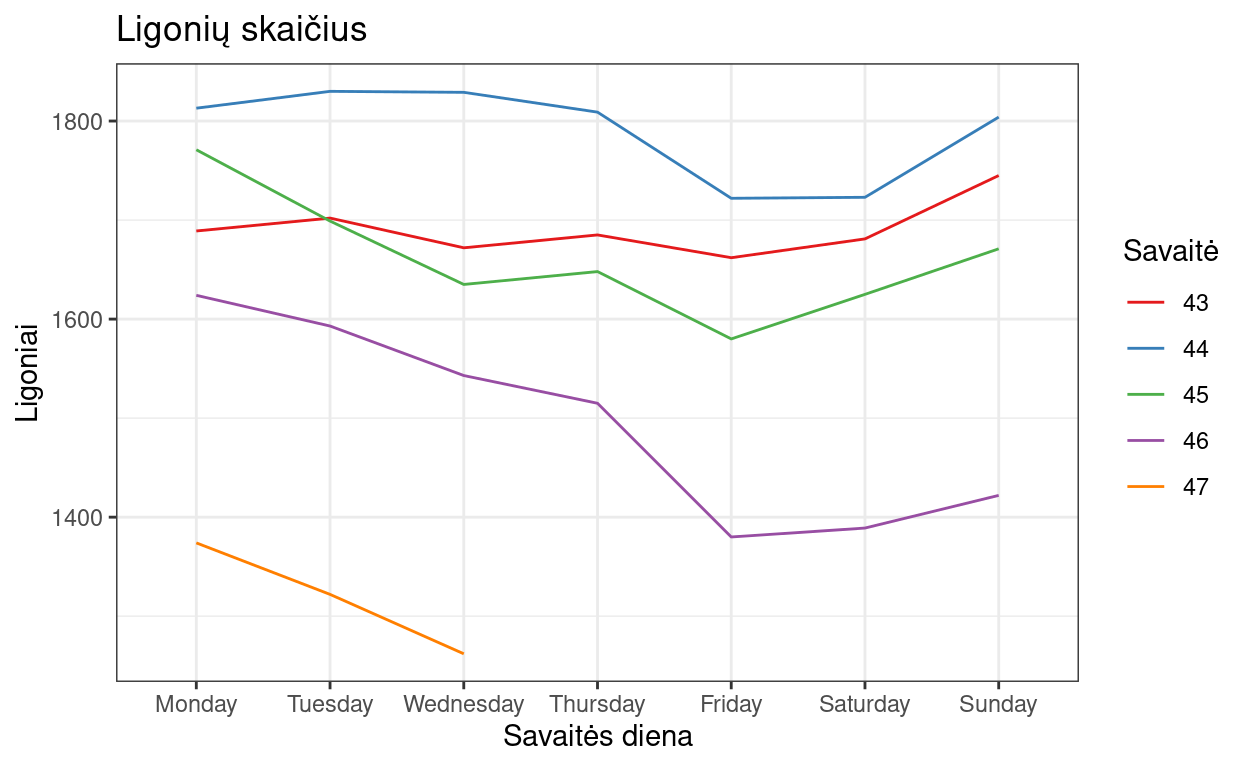 Ligonių skaičius
Ligoniai
1800
1600
1400
Monday Tuesday Wednesday Thursday Friday Saturday Sunday
Savaitės diena
Savaitė
43
44
45
46
47